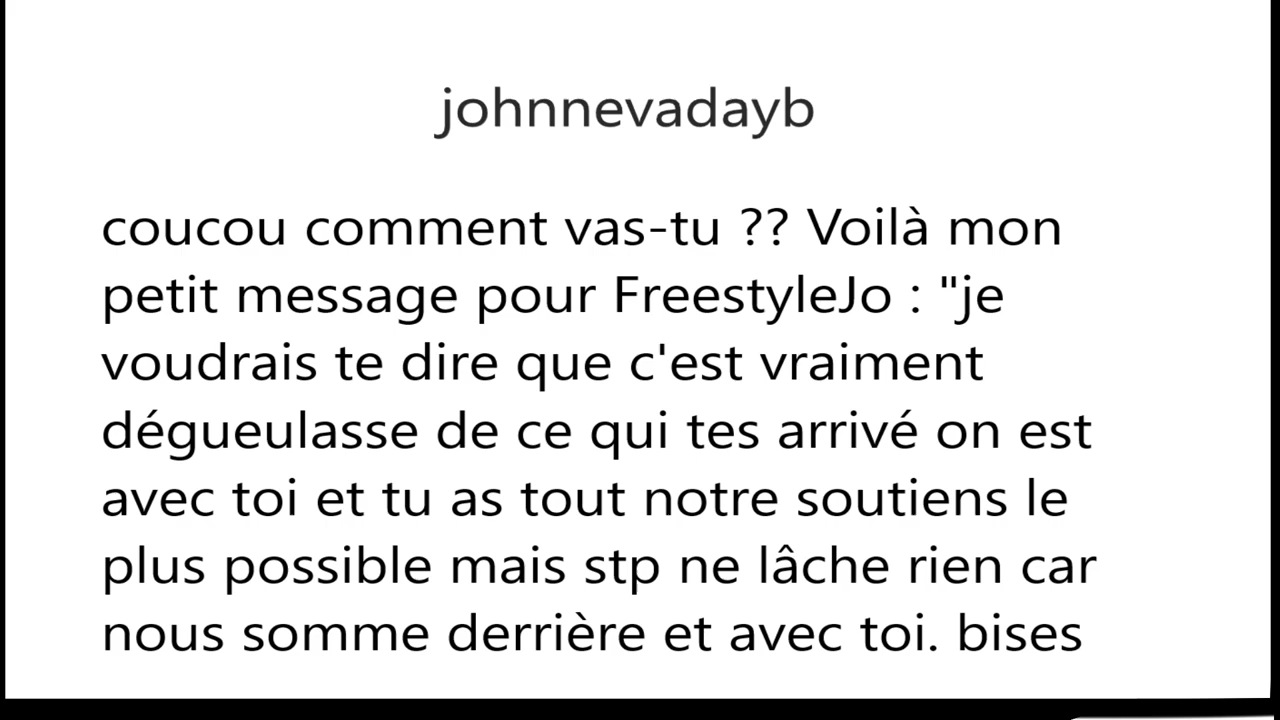 johnnevadayb
coucou comment vas-tu ?? Voilà mon
petit message pour FreestyleJo : "je
voudrais te dire que c'est vraiment
dégueulasse de ce qui tes arrivé on est
avec toi et tu as tout notre soutiens le
plus possible mais stp ne lâche rien car
nous somme derrière et avec toi. bises